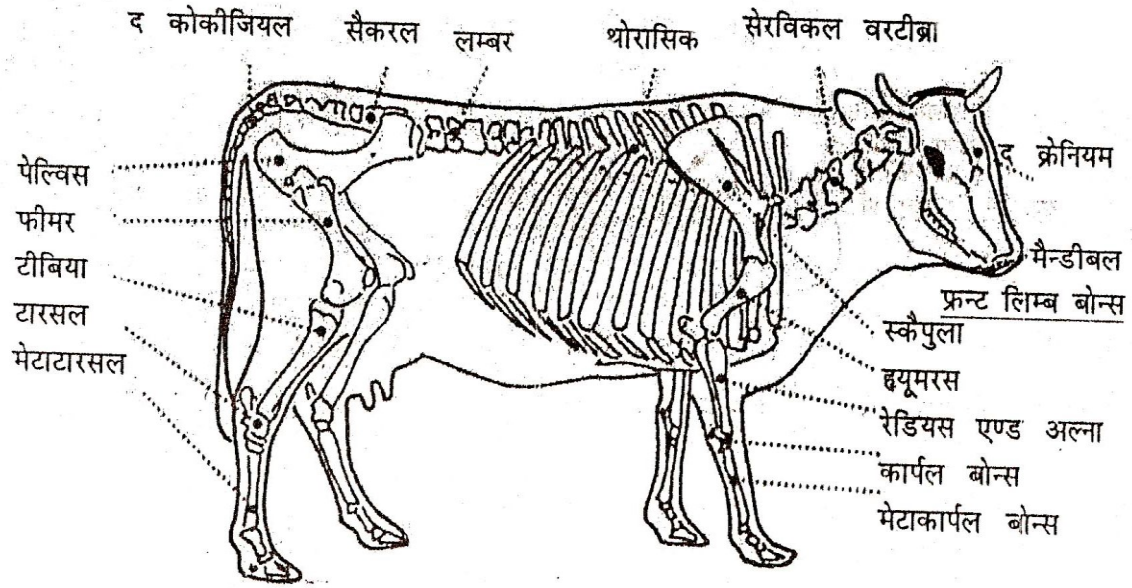 द कोकीजियल
सैकरल
लम्बर
थोरासिक
सेरविकल वरटीब्रा
पेल्विस
फीमर
टीबिया
टारसल
मेटाटारसल
द क्रेनियम
मैन्डीबल
फ्रन्ट लिम्ब बोन्स
स्कैपुला
हयूमरस
रेडियस एण्ड अल्ना
कार्पल बोन्स
मेटाकार्पल बोन्स